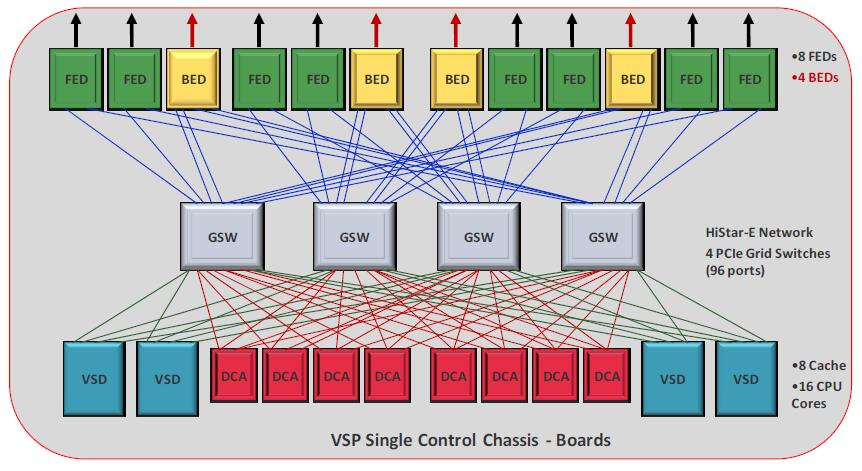 FED FED BED FED FED BED BED FED FED BED FED FED
•8 FEDs
•4 BEDs
GSW GSW GSW GSW
HiStar-E Network
4 PCIe Grid Switches
(96 ports)
VSD VSD DCA DCA DCA DCA DCA DCA DCA DCA VSD VSD
•8 Cache
•16 CPU
Cores
VSP Single Control Chassis - Boards